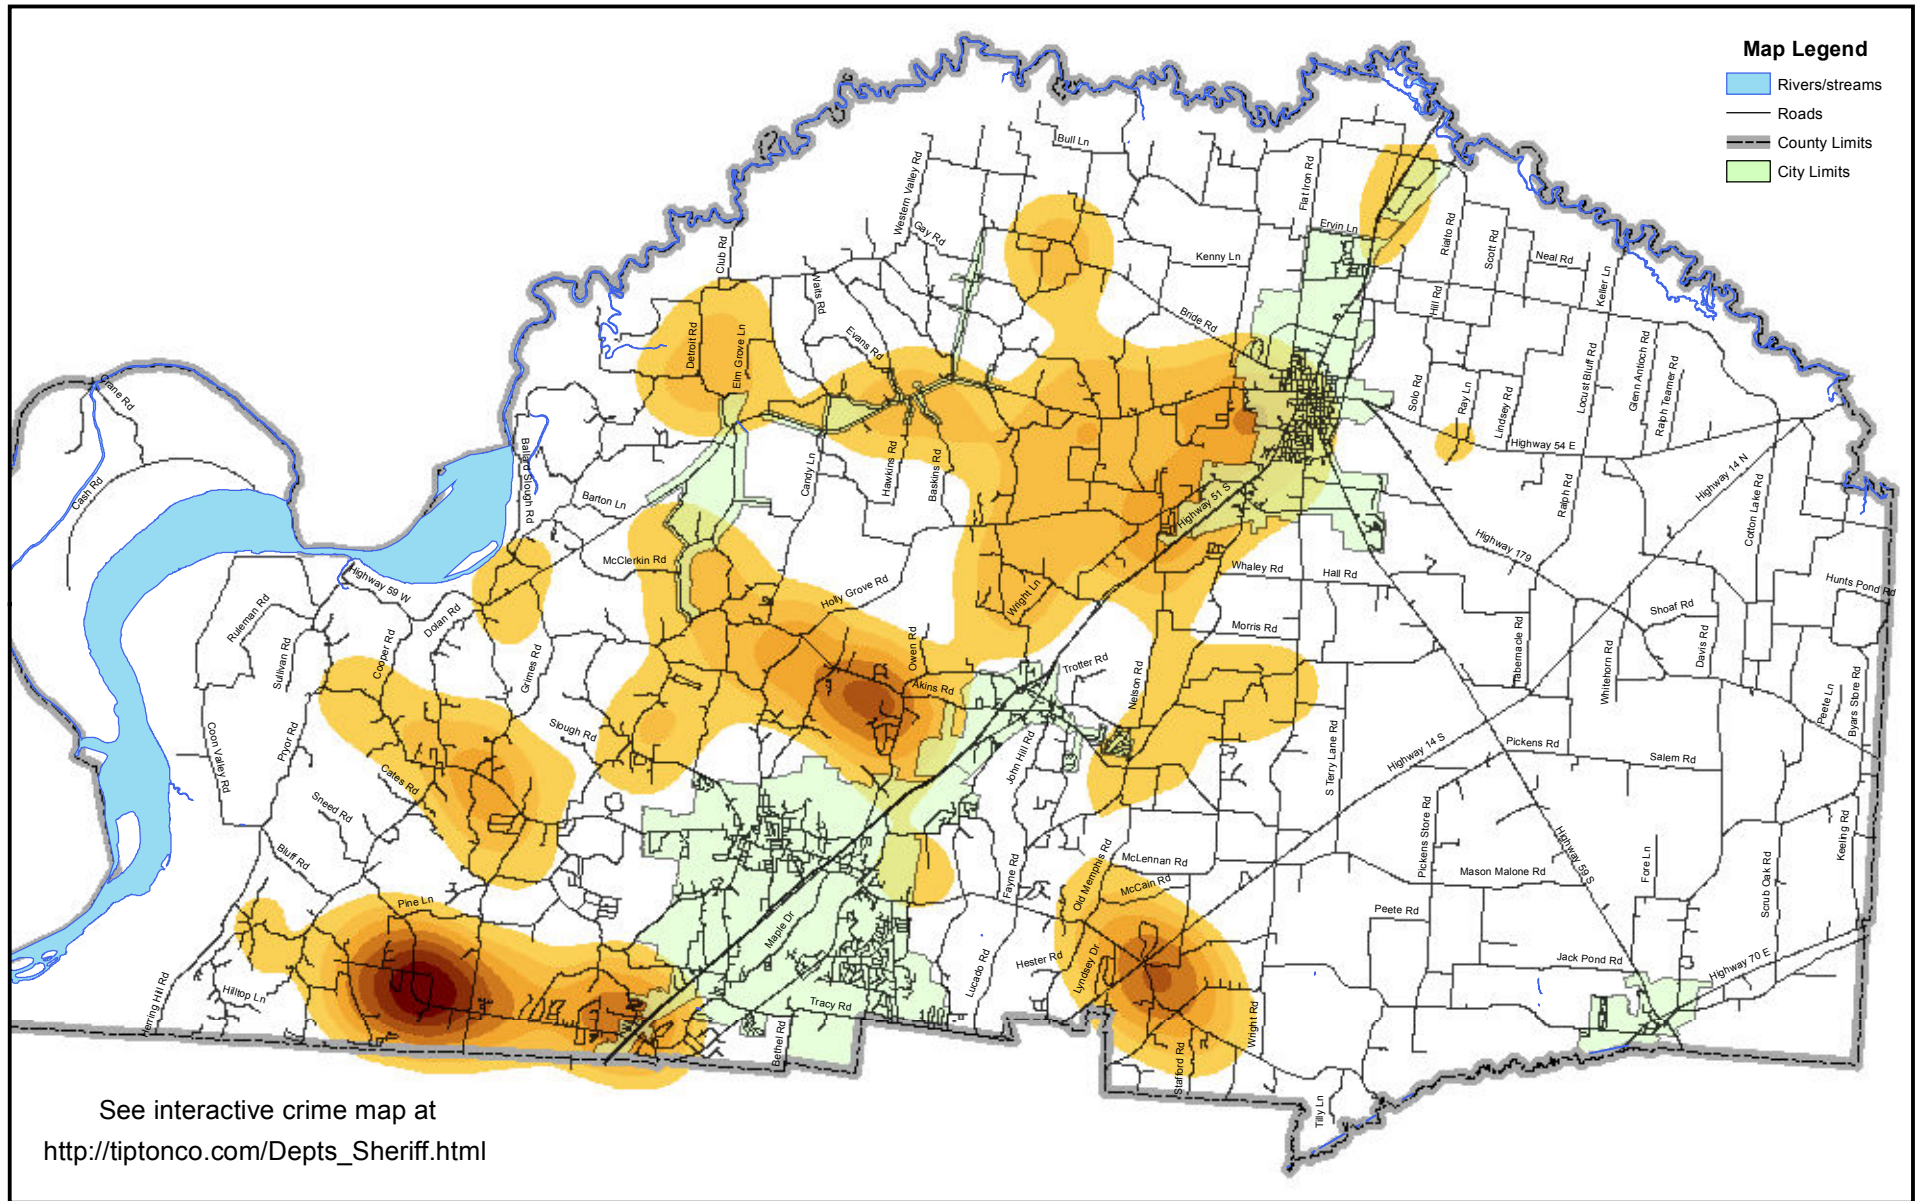 Map Legend
Rivers/streams
Roads
County Limits
City Limits
Bull Ln
Western Valley Rd
Gay Rd
Club Rd
Flat Iron Rd
Ervin Ln
Kenny Ln
Rialto Rd
Scott Rd
Neal Rd
Keller Ln
Hill Rd
Waits Rd
Evans Rd
Bride Rd
Detroit Rd
Elm Grove Ln
Crane Rd
Solo Rd
Ray Ln
Lindsey Rd
Locust Bluff Rd
Glenn Antioch Rd
Ralph Teamer Rd
Highway 54 E
Highway 14 N
Cash Rd
Ballard Slough Rd
Barton Ln
Candy Ln
Hawkins Rd
Baskins Rd
Highway 51 S
Ralph Rd
Cotton Lake Rd
Highway 179
McClerkin Rd
Highway 59 W
Holly Grove Rd
Wright Ln
Whaley Rd
Hall Rd
Hunts Pond Rd
Ruleman Rd
Dolan Rd
Cooper Rd
Sullivan Rd
Grimes Rd
Owen Rd
Morris Rd
Shoaf Rd
Davis Rd
Tabernacle Rd
Whitehorn Rd
Trotter Rd
Akins Rd
Nelson Rd
Peete Ln
Byars Store Rd
Coon Valley Rd
Pryor Rd
Slough Rd
John Hill Rd
S Terry Lane Rd
Highway 14 S
Pickens Rd
Salem Rd
Cates Rd
Sneed Rd
Bluff Rd
Pickens Store Rd
Highway 59 S
Keeling Rd
Fayne Rd
Old Memphis Rd
McLennan Rd
McCain Rd
Mason Malone Rd
Fore Ln
Scrub Oak Rd
Pine Ln
Maple Dr
Peete Rd
Lucado Rd
Hester Rd
Lyndsey Dr
Jack Pond Rd
Highway 70 E
Herring Hill Rd
Hilltop Ln
Tracy Rd
Bethel Rd
Wright Rd
Stafford Rd
Tilly Ln
See interactive crime map at
http://tiptonco.com/Depts_Sheriff.html